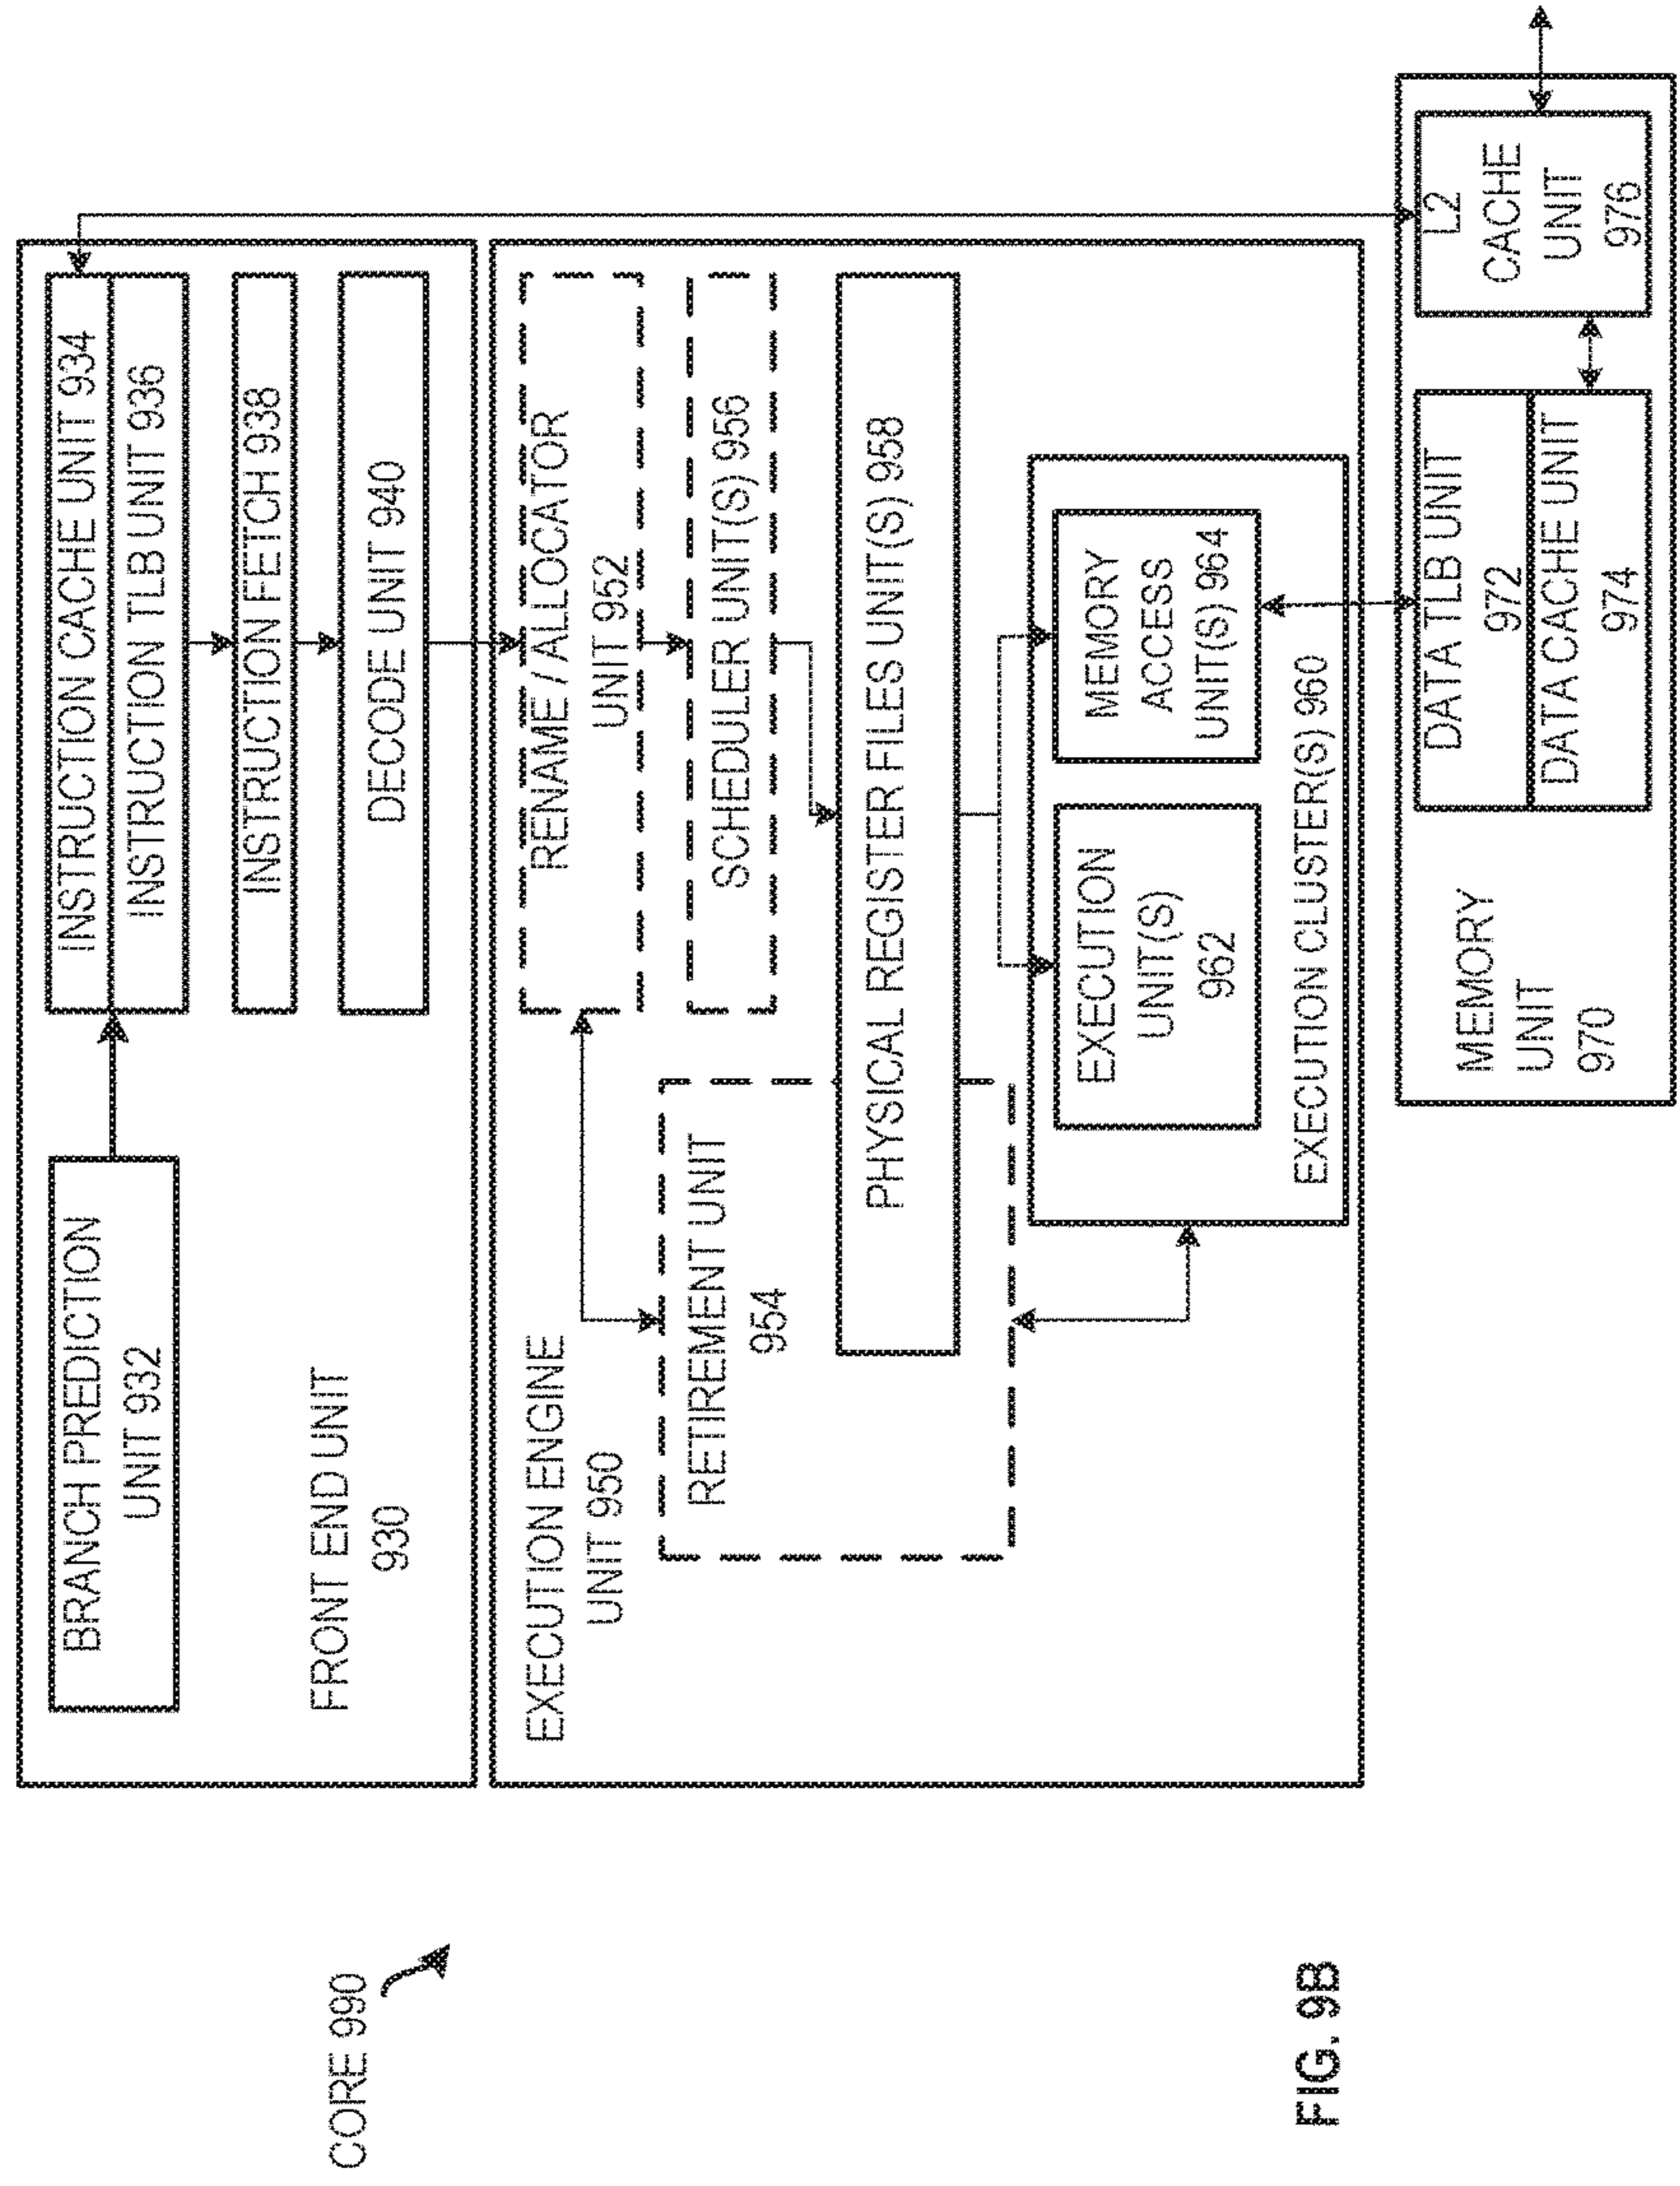 BRANCH PREDICTION
UNIT 932
INSTRUCTION CACHE UNIT 934
INSTRUCTION TLB UNIT 936
INSTRUCTION FETCH 938
FRONT END UNIT
930
DECODE UNIT 940
CORE 990
EXECUTION ENGINE
UNIT 950
RENAME / ALLOCATOR
UNIT 952
RETIREMENT UNIT
954
SCHEDULER UNIT(S) 956
PHYSICAL REGISTER FILES UNIT(S) 958
EXECUTION
UNIT(S)
962
MEMORY
ACCESS
UNIT(S) 964
EXECUTION CLUSTER(S) 960
MEMORY
UNIT
970
DATA TLB UNIT
972
DATA CACHE UNIT
974
L2
CACHE
UNIT
976
FIG. 9B